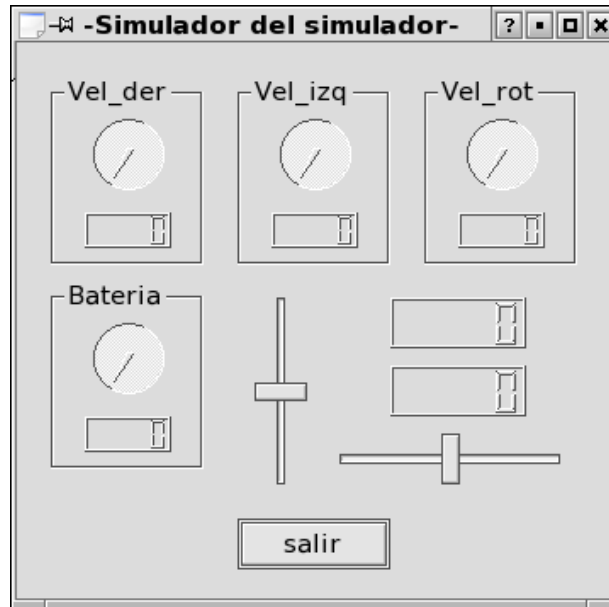 -Simulador del simulador- ?
Vel_der Vel_izq Vel_rot
0 0 0
Bateria
0
0
0
salir